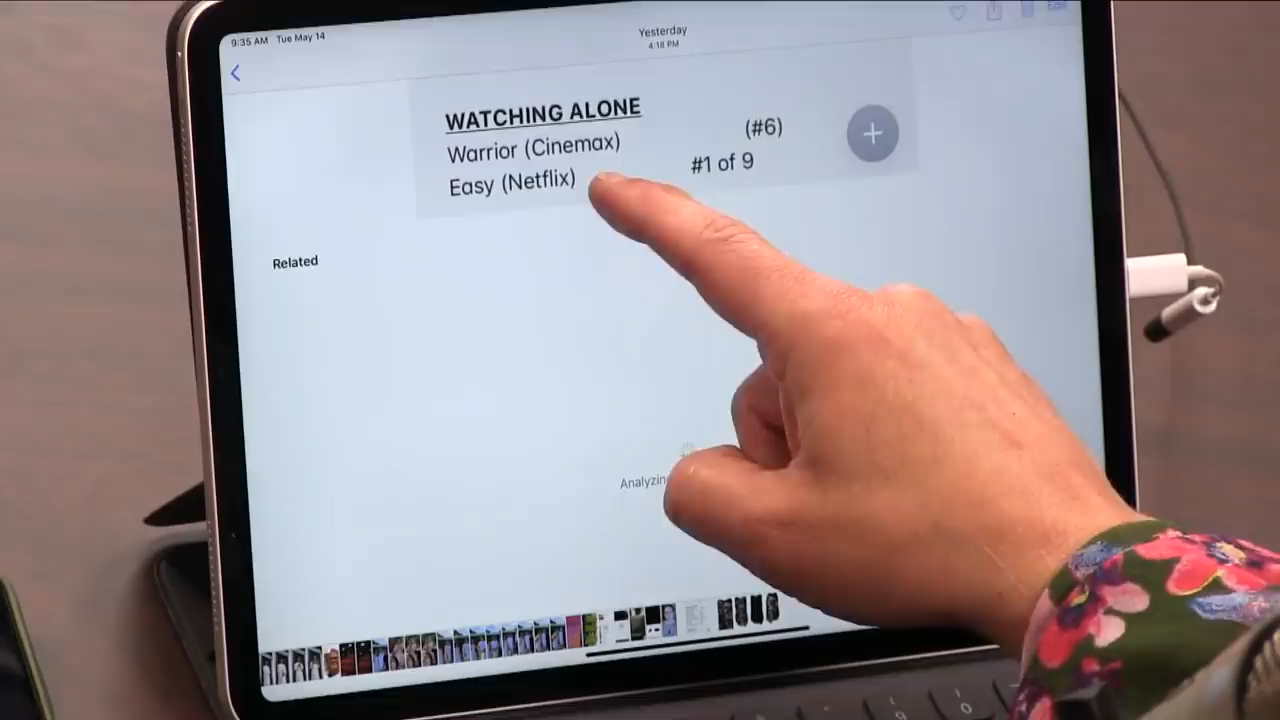 9:35 AM Tue May 14
Yesterday
4:18 PM
WATCHING ALONE
Warrior (Cinemax) (#6)
Easy (Netflix) #1 of 9
Related